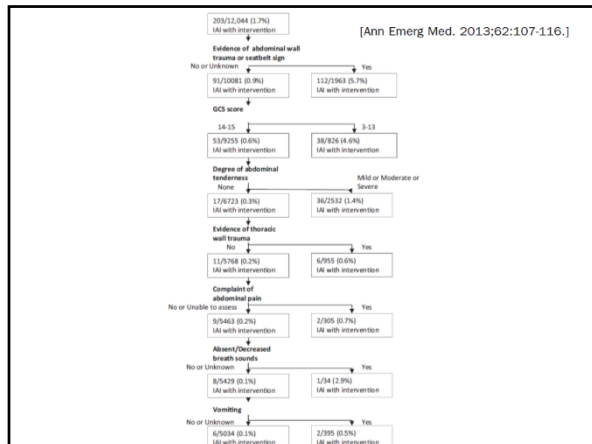 203/12,044 (1.7%)
IAI with intervention
[Ann Emerg Med. 2013;62:107-116.]
Evidence of abdominal wall
trauma or seatbelt sign
No or Unknown
Yes
91/10081 (0.9%)
IAI with intervention
112/1963 (5.7%)
IAI with intervention
GCS score
14-15
3-13
53/9255 (0.6%)
IAI with intervention
38/826 (4.6%)
IAI with intervention
Degree of abdominal
tenderness
None
Mild or Moderate or
Severe
17/6723 (0.3%)
IAI with intervention
36/2532 (1.4%)
IAI with intervention
Evidence of thoracic
wall trauma
No
Yes
11/5768 (0.2%)
IAI with intervention
6/955 (0.6%)
IAI with intervention
Complaint of
abdominal pain
No or Unable to assess
Yes
9/5463 (0.2%)
IAI with intervention
2/305 (0.7%)
IAI with intervention
Absent/Decreased
breath sounds
No or Unknown
Yes
8/5429 (0.1%)
IAI with intervention
1/34 (2.9%)
IAI with intervention
Vomiting
No or Unknown
Yes
6/5034 (0.1%)
IAI with intervention
2/395 (0.5%)
IAI with intervention